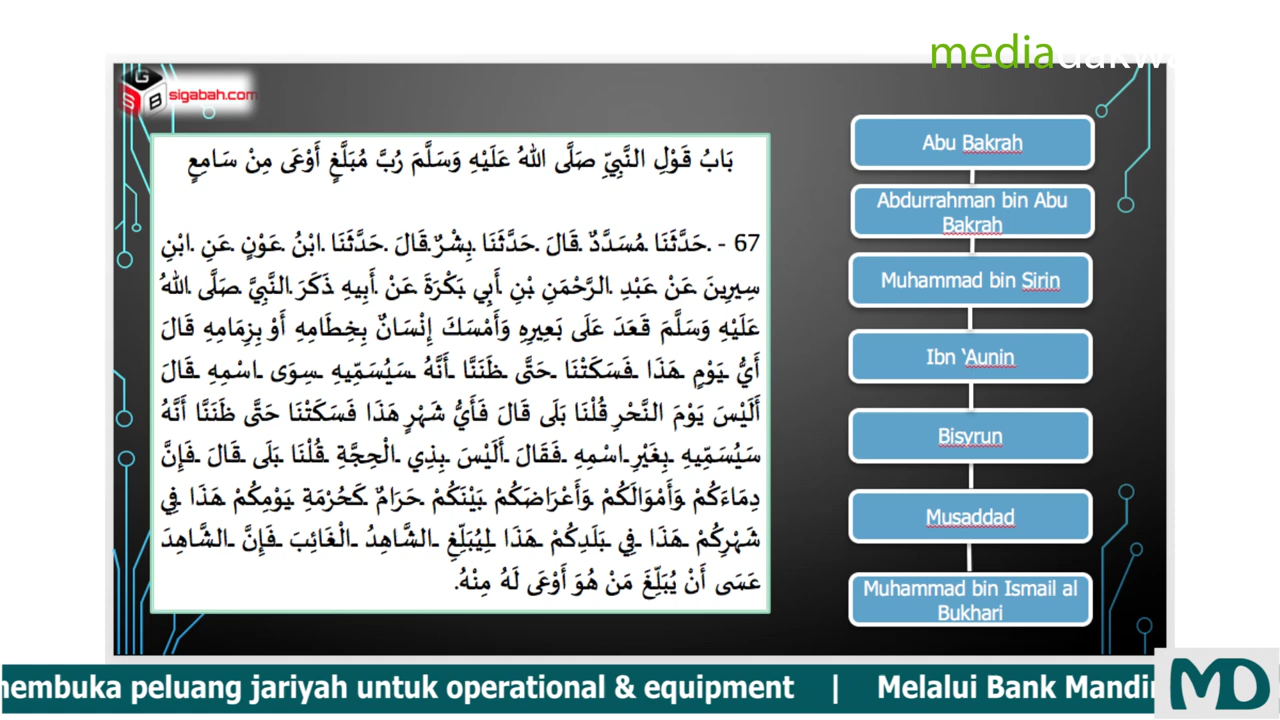 media
sigabah.com
بَابُ قَوْلِ النَّبِيِّ صَلَّى اللهُ عَلَيْهِ وَسَلَّمَ رُبَّ مُبَلَّغٍ أَوْعَى مِنْ سَامِعٍ
67 - حَدَّثَنَا مُسَدَّدٌ قَالَ حَدَّثَنَا بِشْرٌ قَالَ حَدَّثَنَا ابْنُ عَوْنٍ عَنِ ابْنِ
سِيرِينَ عَنْ عَبْدِ الرَّحْمَنِ بْنِ أَبِي بَكْرَةَ عَنْ أَبِيهِ ذَكَرَ النَّبِيَّ صَلَّى اللهُ
عَلَيْهِ وَسَلَّمَ قَعَدَ عَلَى بَعِيرِهِ وَأَمْسَكَ إِنْسَانٌ بِخِطَامِهِ أَوْ بِزِمَامِهِ قَالَ
أَيُّ يَوْمٍ هَذَا فَسَكَتْنَا حَتَّى ظَنَنَّا أَنَّهُ سَيُسَمِّيهِ سِوَى اسْمِهِ قَالَ
أَلَيْسَ يَوْمَ النَّحْرِ قُلْنَا بَلَى قَالَ فَأَيُّ شَهْرٍ هَذَا فَسَكَتْنَا حَتَّى ظَنَنَّا أَنَّهُ
سَيُسَمِّيهِ بِغَيْرِ اسْمِهِ فَقَالَ أَلَيْسَ بِذِي الْحِجَّةِ قُلْنَا بَلَى قَالَ فَإِنَّ
دِمَاءَكُمْ وَأَمْوَالَكُمْ وَأَعْرَاضَكُمْ بَيْنَكُمْ حَرَامٌ كَحُرْمَةِ يَوْمِكُمْ هَذَا فِي
شَهْرِكُمْ هَذَا فِي بَلَدِكُمْ هَذَا لِيُبَلِّغِ الشَّاهِدُ الْغَائِبَ فَإِنَّ الشَّاهِدَ
عَسَى أَنْ يُبَلِّغَ مَنْ هُوَ أَوْعَى لَهُ مِنْهُ.
Abu Bakrah
Abdurrahman bin Abu
Bakrah
Muhammad bin Sirin
Ibn ‘Aunin
Bisyrun
Musaddad
Muhammad bin Ismail al
Bukhari
membuka peluang jariyah untuk operational & equipment | Melalui Bank Mandir
MD